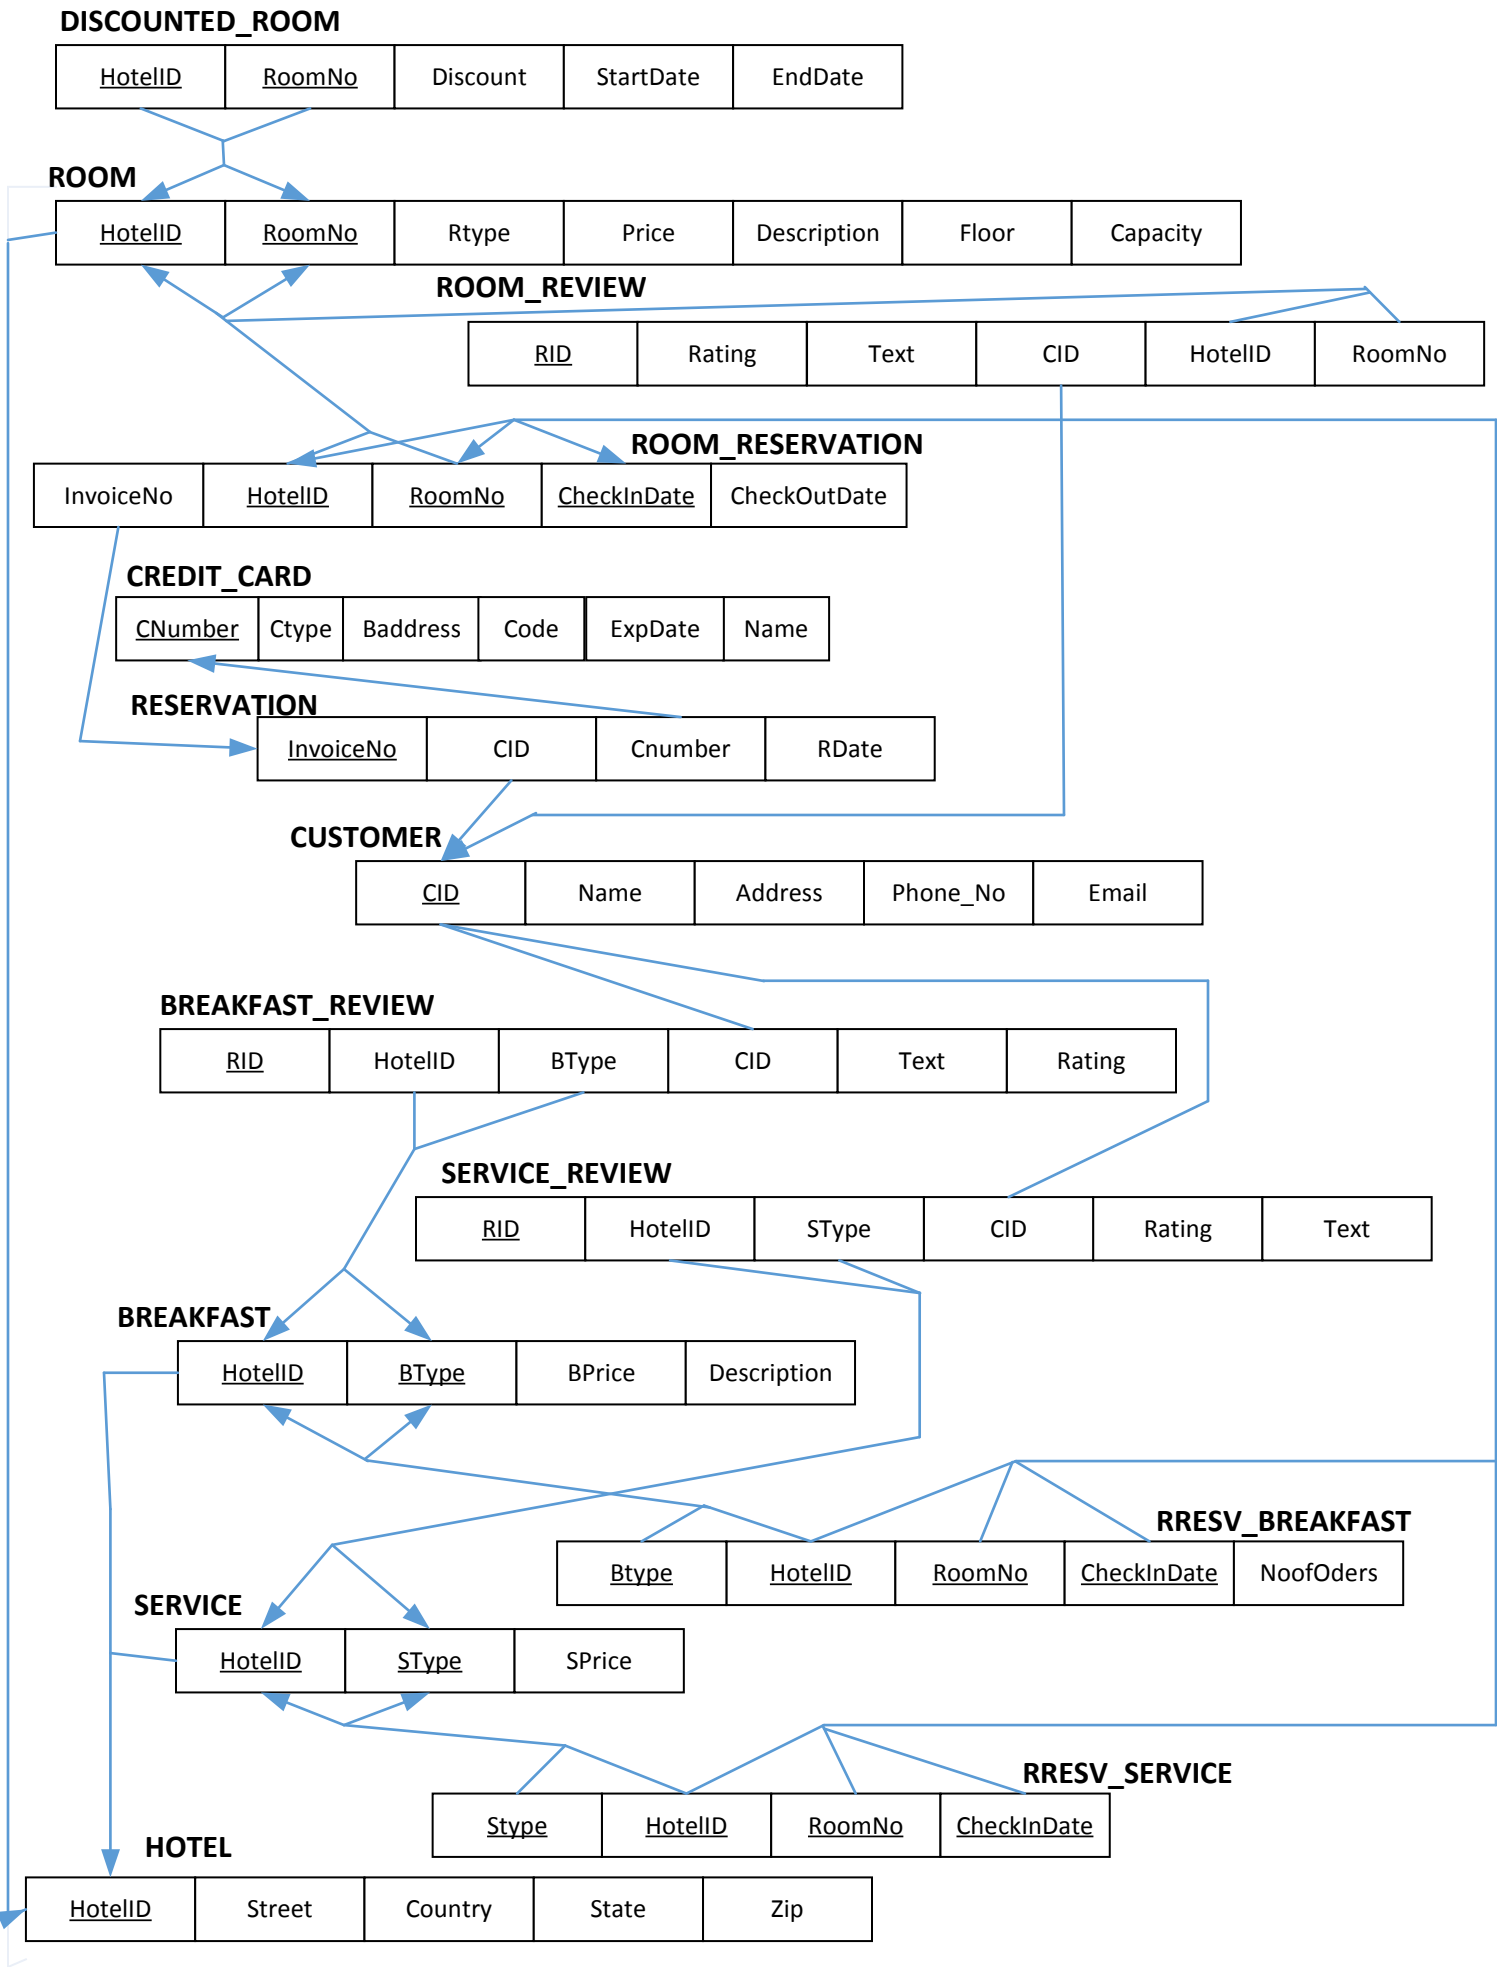 DISCOUNTED_ROOM
HotelID RoomNo Discount StartDate EndDate
ROOM
HotelID RoomNo Rtype Price Description Floor Capacity
ROOM_REVIEW
RID Rating Text CID HotelID RoomNo
ROOM_RESERVATION
InvoiceNo HotelID RoomNo CheckInDate CheckOutDate
CREDIT_CARD
CNumber Ctype Baddress Code ExpDate Name
RESERVATION
InvoiceNo CID Cnumber RDate
CUSTOMER
CID Name Address Phone_No Email
BREAKFAST_REVIEW
RID HotelID BType CID Text Rating
SERVICE_REVIEW
RID HotelID SType CID Rating Text
BREAKFAST
HotelID BType BPrice Description
RRESV_BREAKFAST
Btype HotelID RoomNo CheckInDate NoofOders
SERVICE
HotelID SType SPrice
RRESV_SERVICE
Stype HotelID RoomNo CheckInDate
HOTEL
HotelID Street Country State Zip